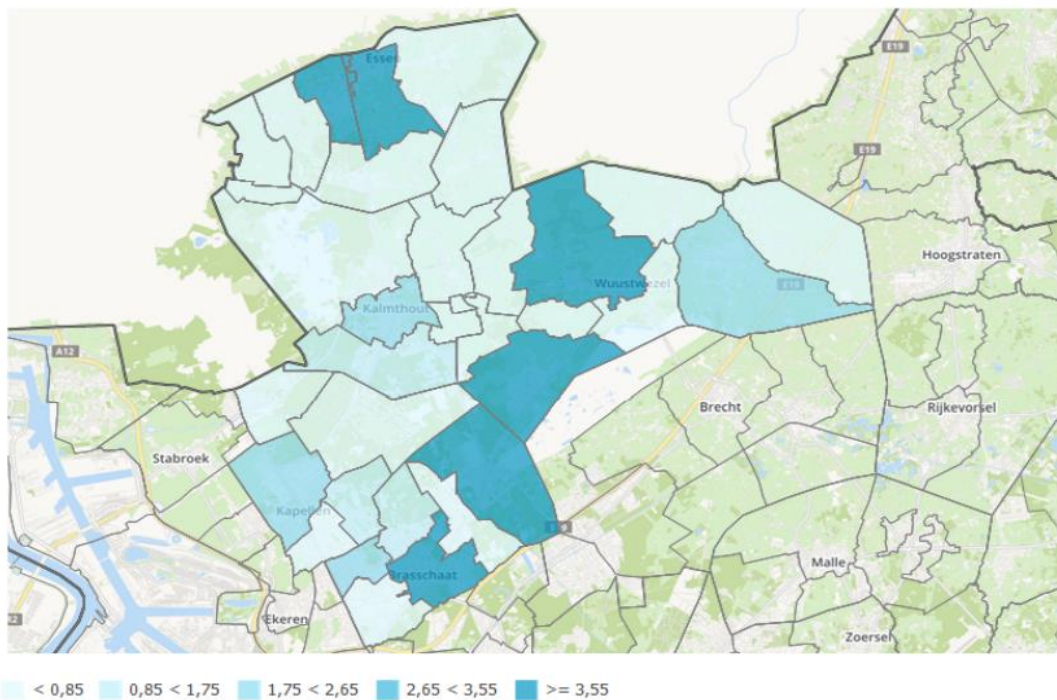 Essen
E19
E19
Hoogstraten
Wuustwezel
E19
Kalmthout
A12
Brecht
Rijkevorsel
Stabroek
Kapellen
E19
Brasschaat
Malle
Ekeren
Zoersel
< 0,85 0,85 < 1,75 1,75 < 2,65 2,65 < 3,55 >= 3,55